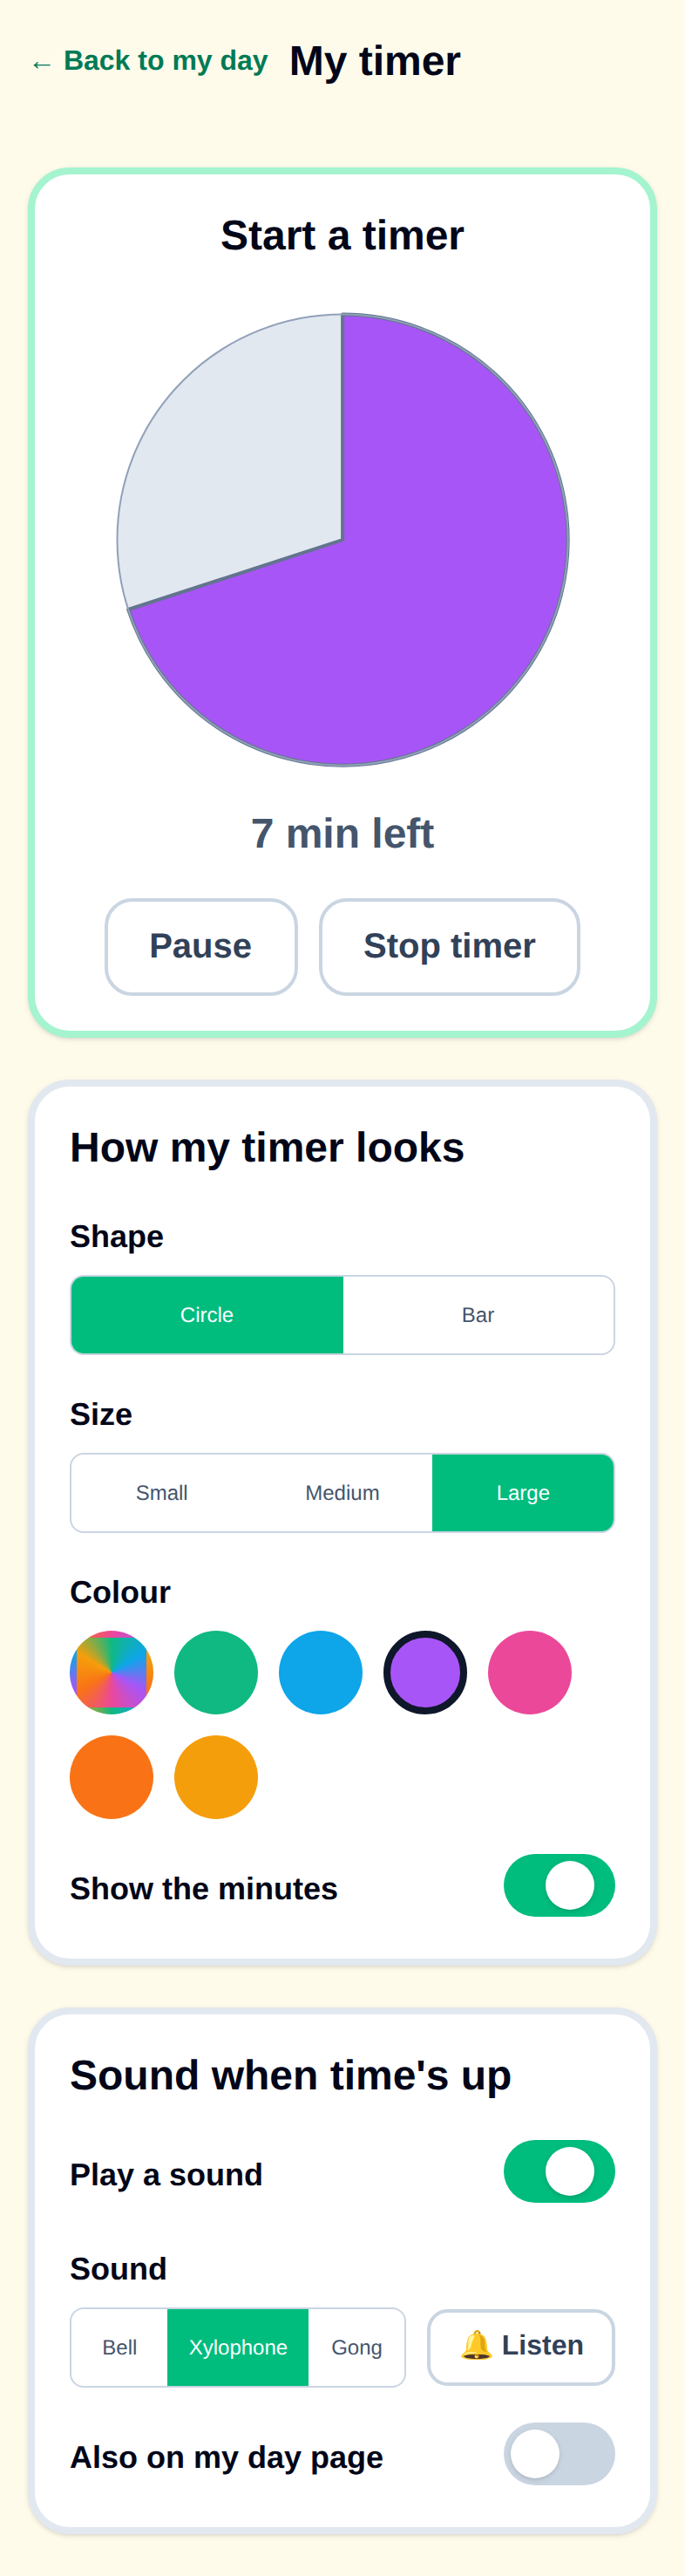 ← Back to my day My timer
Start a timer
7 min left
Pause Stop timer
How my timer looks
Shape
Circle Bar
Size
Small Medium Large
Colour
Show the minutes
Sound when time's up
Play a sound
Sound
Bell Xylophone Gong 🔔 Listen
Also on my day page